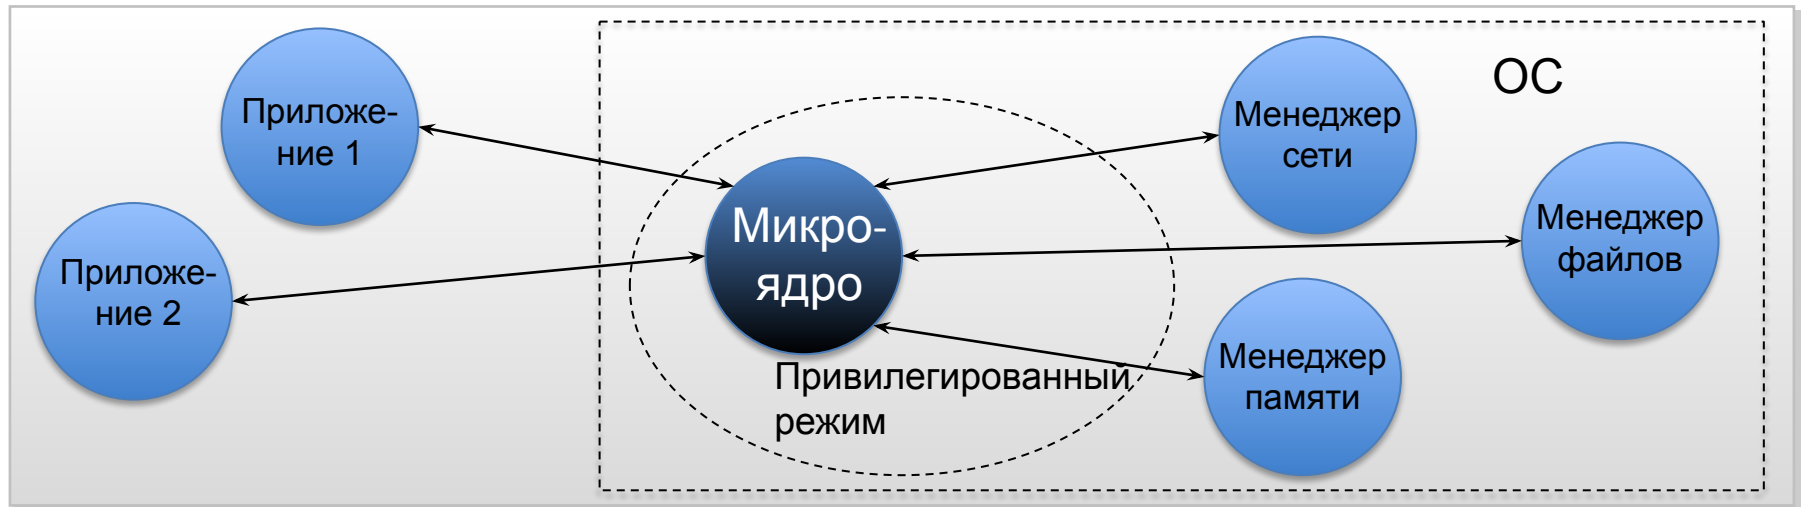 Приложе-
ние 1
Приложе-
ние 2
Микро-
ядро
Привилегированный
режим
ОС
Менеджер
сети
Менеджер
файлов
Менеджер
памяти